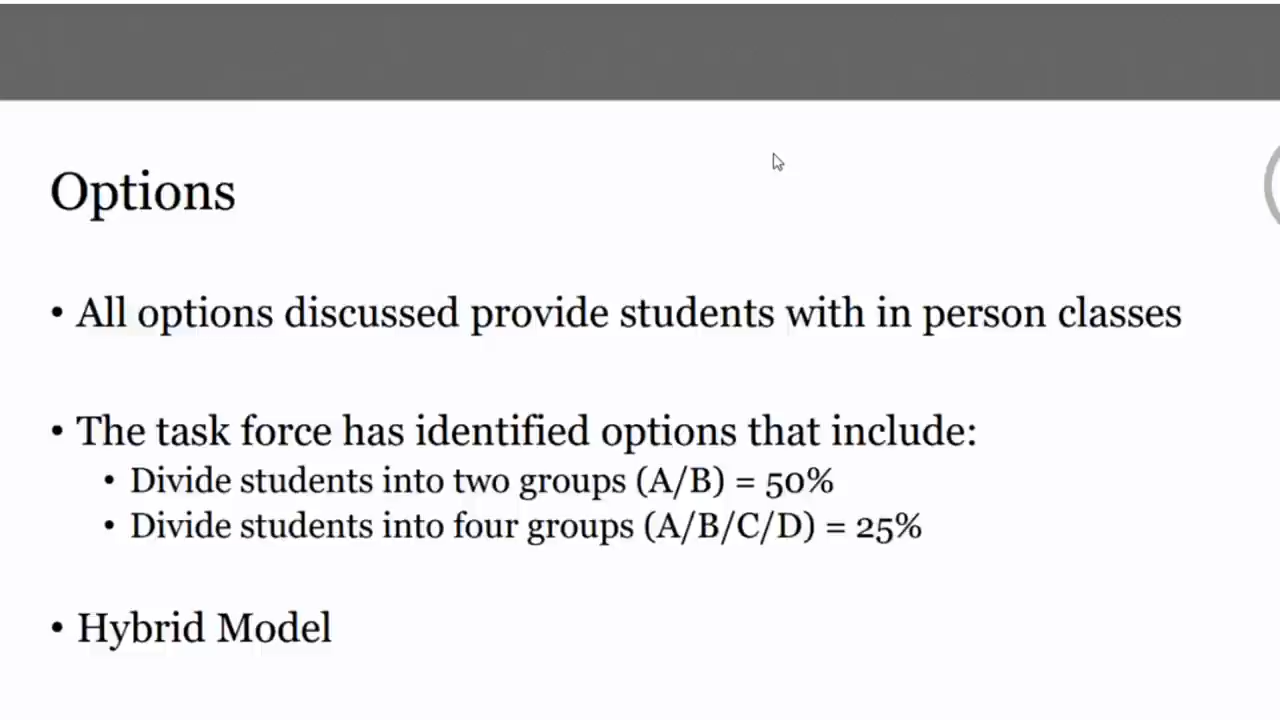 Options
• All options discussed provide students with in person classes
• The task force has identified options that include:
• Divide students into two groups (A/B) = 50%
• Divide students into four groups (A/B/C/D) = 25%
• Hybrid Model